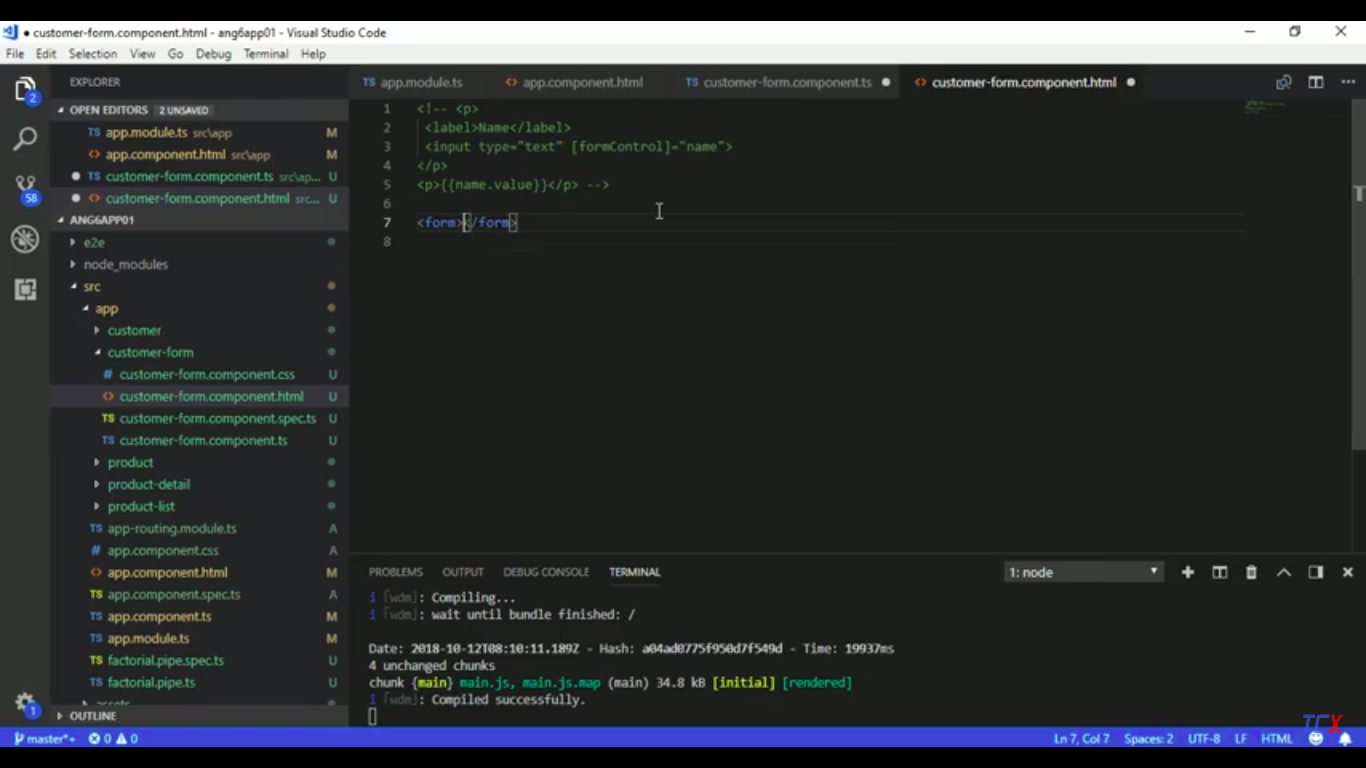 customer-form.component.html - ang6app01 - Visual Studio Code
File Edit Selection View Go Debug Terminal Help
EXPLORER
OPEN EDITORS 2 UNSAVED
TS app.module.ts src\app M
<> app.component.html src\app M
TS customer-form.component.ts src\ap... U
<> customer-form.component.html src... U
ANG6APP01
e2e
node_modules
src
app
customer
customer-form
# customer-form.component.css U
<> customer-form.component.html U
TS customer-form.component.spec.ts U
TS customer-form.component.ts U
product
product-detail
product-list
TS app-routing.module.ts A
# app.component.css A
<> app.component.html M
TS app.component.spec.ts A
TS app.component.ts M
TS app.module.ts M
TS factorial.pipe.spec.ts U
TS factorial.pipe.ts U
assets
OUTLINE
2
58
1
TS app.module.ts <> app.component.html TS customer-form.component.ts <> customer-form.component.html
1 <!-- <p>
2 <label>Name</label>
3 <input type="text" [formControl]="name">
4 </p>
5 <p>{{name.value}}</p> -->
6
7 <form></form>
8
PROBLEMS OUTPUT DEBUG CONSOLE TERMINAL 1: node
i ｢wdm｣: Compiling...
i ｢wdm｣: wait until bundle finished: /
Date: 2018-10-12T08:10:11.189Z - Hash: a04ad0775f950d7f549d - Time: 19937ms
4 unchanged chunks
chunk {main} main.js, main.js.map (main) 34.8 kB [initial] [rendered]
i ｢wdm｣: Compiled successfully.
TCX
master*+ 0 0 Ln 7, Col 7 Spaces: 2 UTF-8 LF HTML